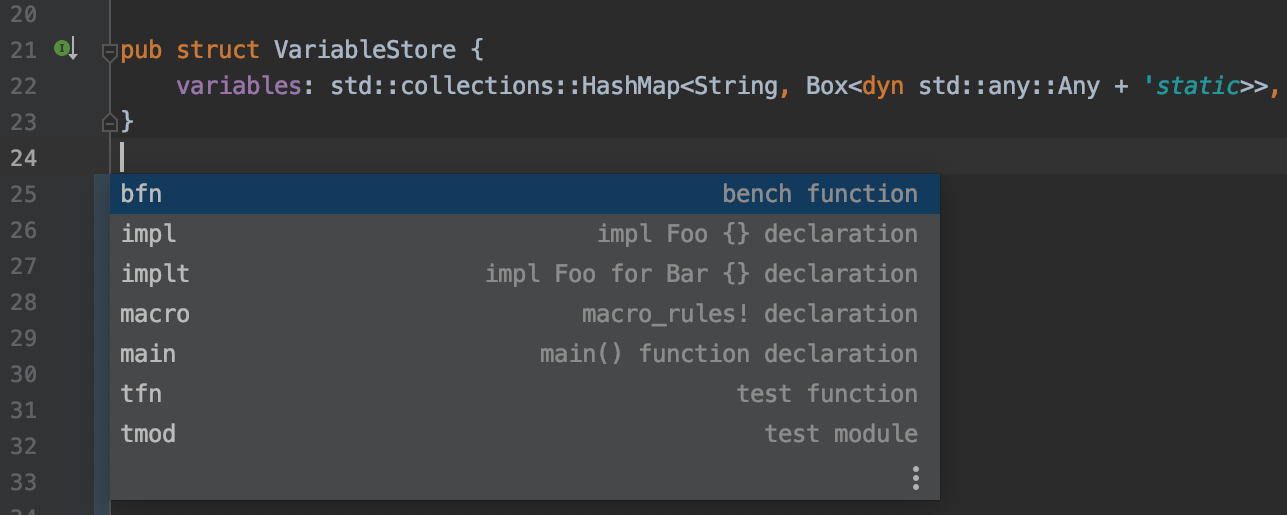 20
21 I pub struct VariableStore {
22 variables: std::collections::HashMap<String, Box<dyn std::any::Any + 'static>>,
23 }
24
25 bfn bench function
26 impl impl Foo {} declaration
27 implt impl Foo for Bar {} declaration
28 macro macro_rules! declaration
29 main main() function declaration
30 tfn test function
31 tmod test module
32
33
34